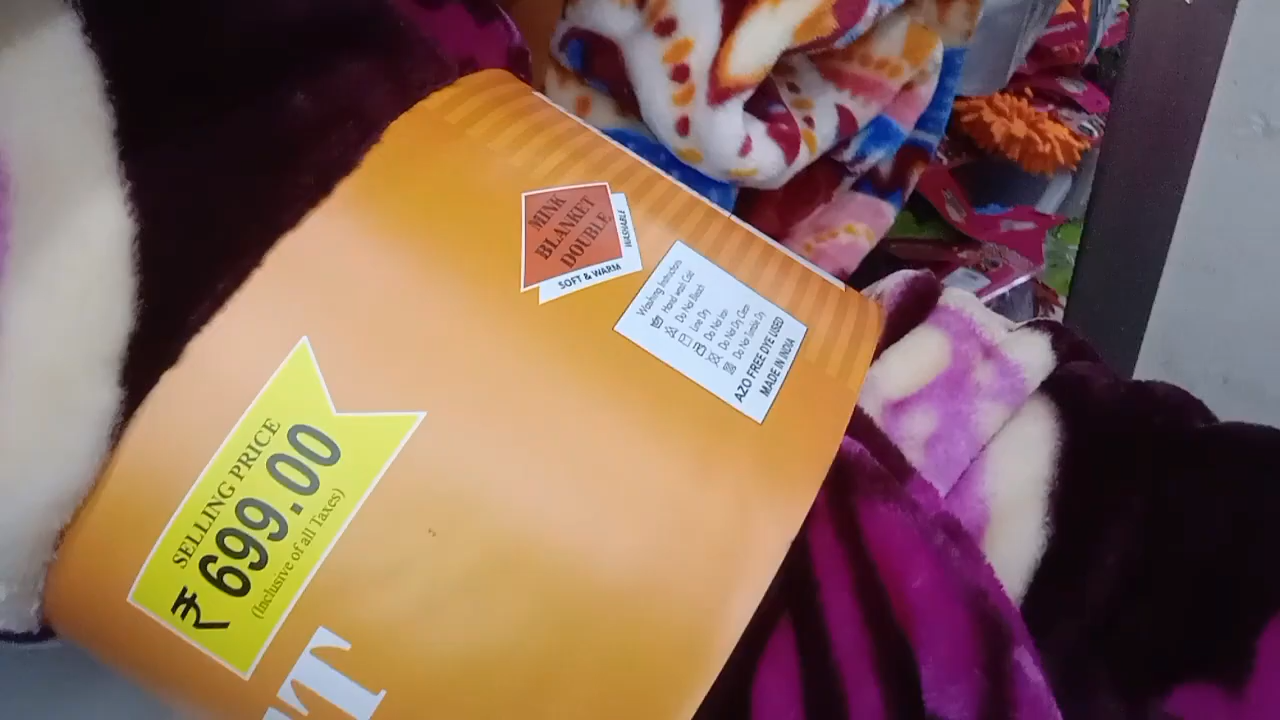 MINK
BLANKET
DOUBLE
WASHABLE
SOFT & WARM
Washing Instructions
Hand wash Cold
Do Not Bleach
Line Dry
Do Not Iron
Do Not Dry Clean
Do Not Tumble Dry
AZO FREE DYE USED
MADE IN INDIA
SELLING PRICE
₹ 699.00
(Inclusive of all Taxes)
T